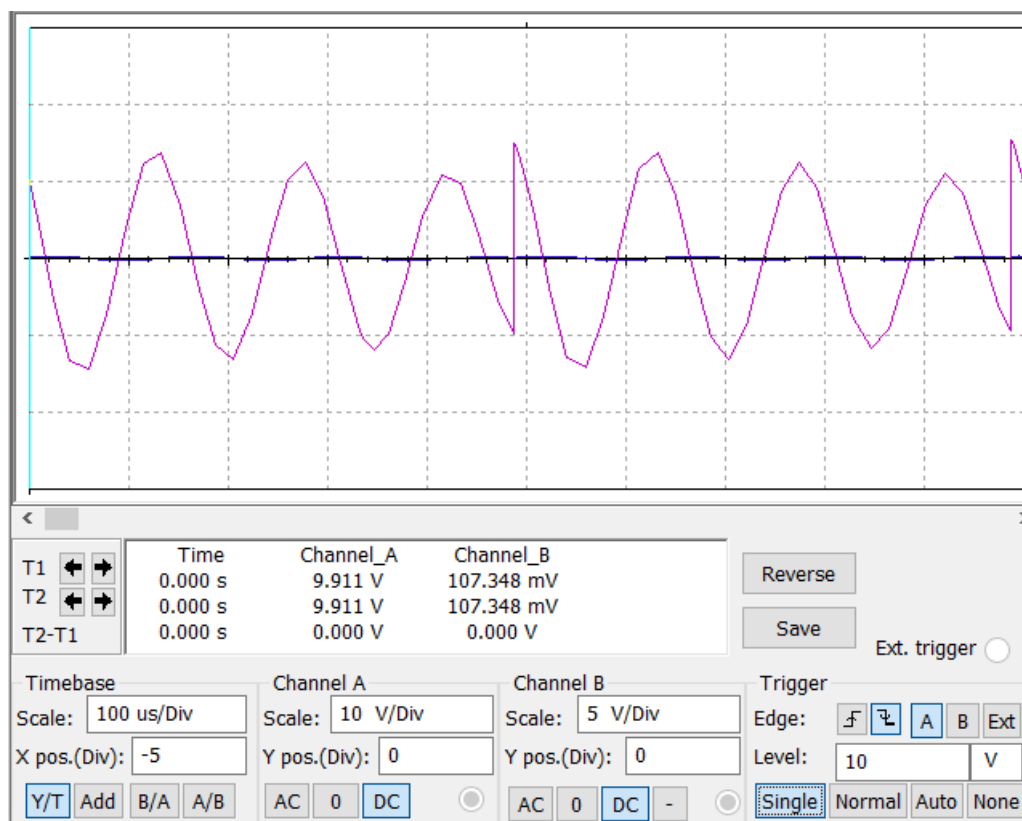 Time Channel_A Channel_B
T1 0.000 s 9.911 V 107.348 mV
T2 0.000 s 9.911 V 107.348 mV
T2-T1 0.000 s 0.000 V 0.000 V
Reverse
Save
Ext. trigger
Timebase
Scale: 100 us/Div
X pos.(Div): -5
Y/T Add B/A A/B
Channel A
Scale: 10 V/Div
Y pos.(Div): 0
AC 0 DC
Channel B
Scale: 5 V/Div
Y pos.(Div): 0
AC 0 DC -
Trigger
Edge: A B Ext
Level: 10 V
Single Normal Auto None